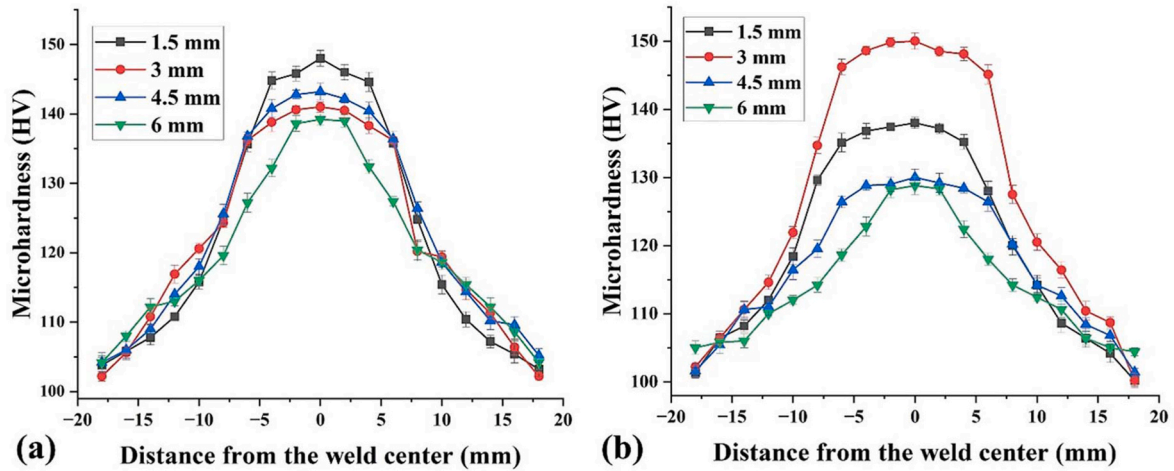 150
140
130
120
110
100
Microhardness (HV)
1.5 mm
3 mm
4.5 mm
6 mm
−20 −15 −10 −5 0 5 10 15 20
Distance from the weld center (mm)
(a)
150
140
130
120
110
100
Microhardness (HV)
1.5 mm
3 mm
4.5 mm
6 mm
−20 −15 −10 −5 0 5 10 15 20
Distance from the weld center (mm)
(b)